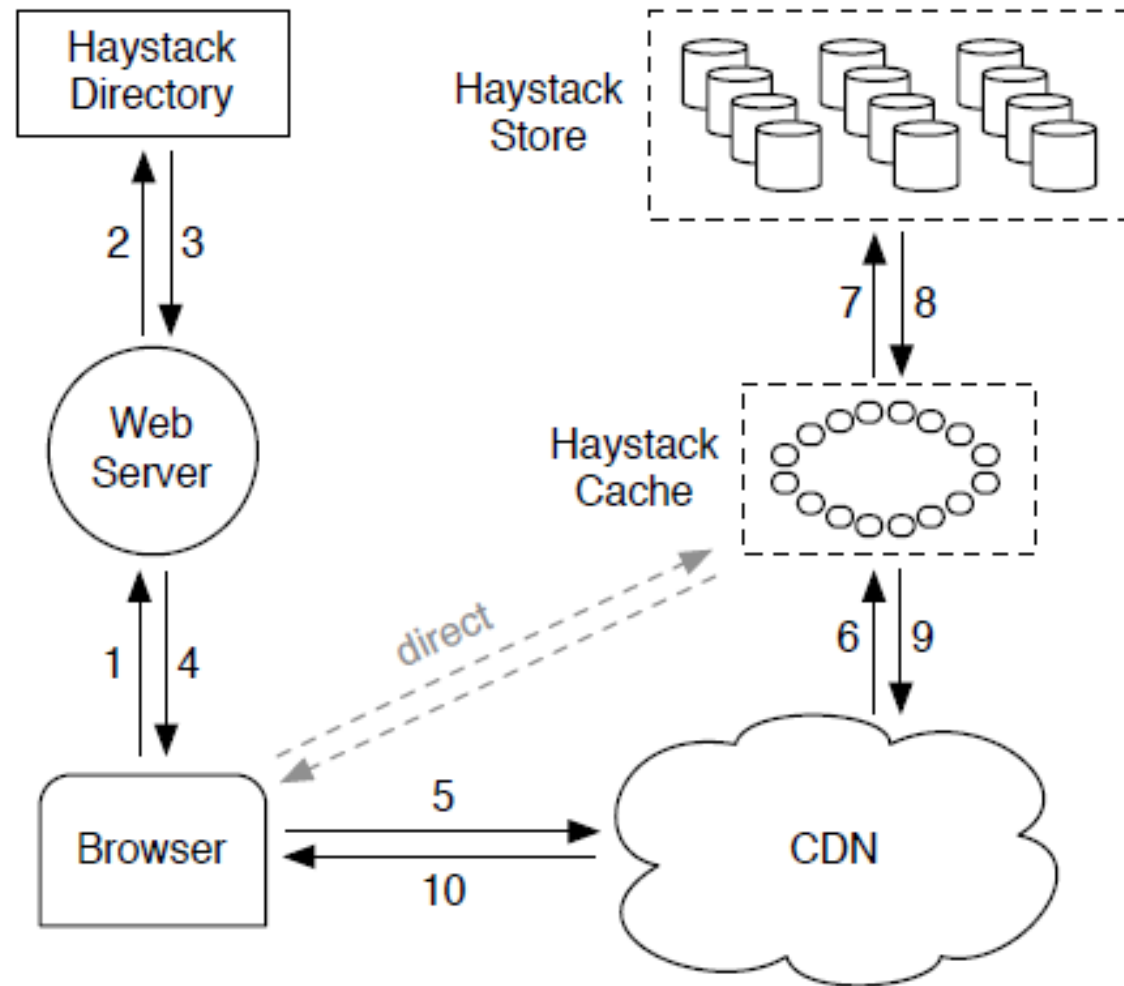 Haystack
Directory
Haystack
Store
2
3
7
8
Web
Server
Haystack
Cache
direct
1
4
6
9
5
Browser
CDN
10